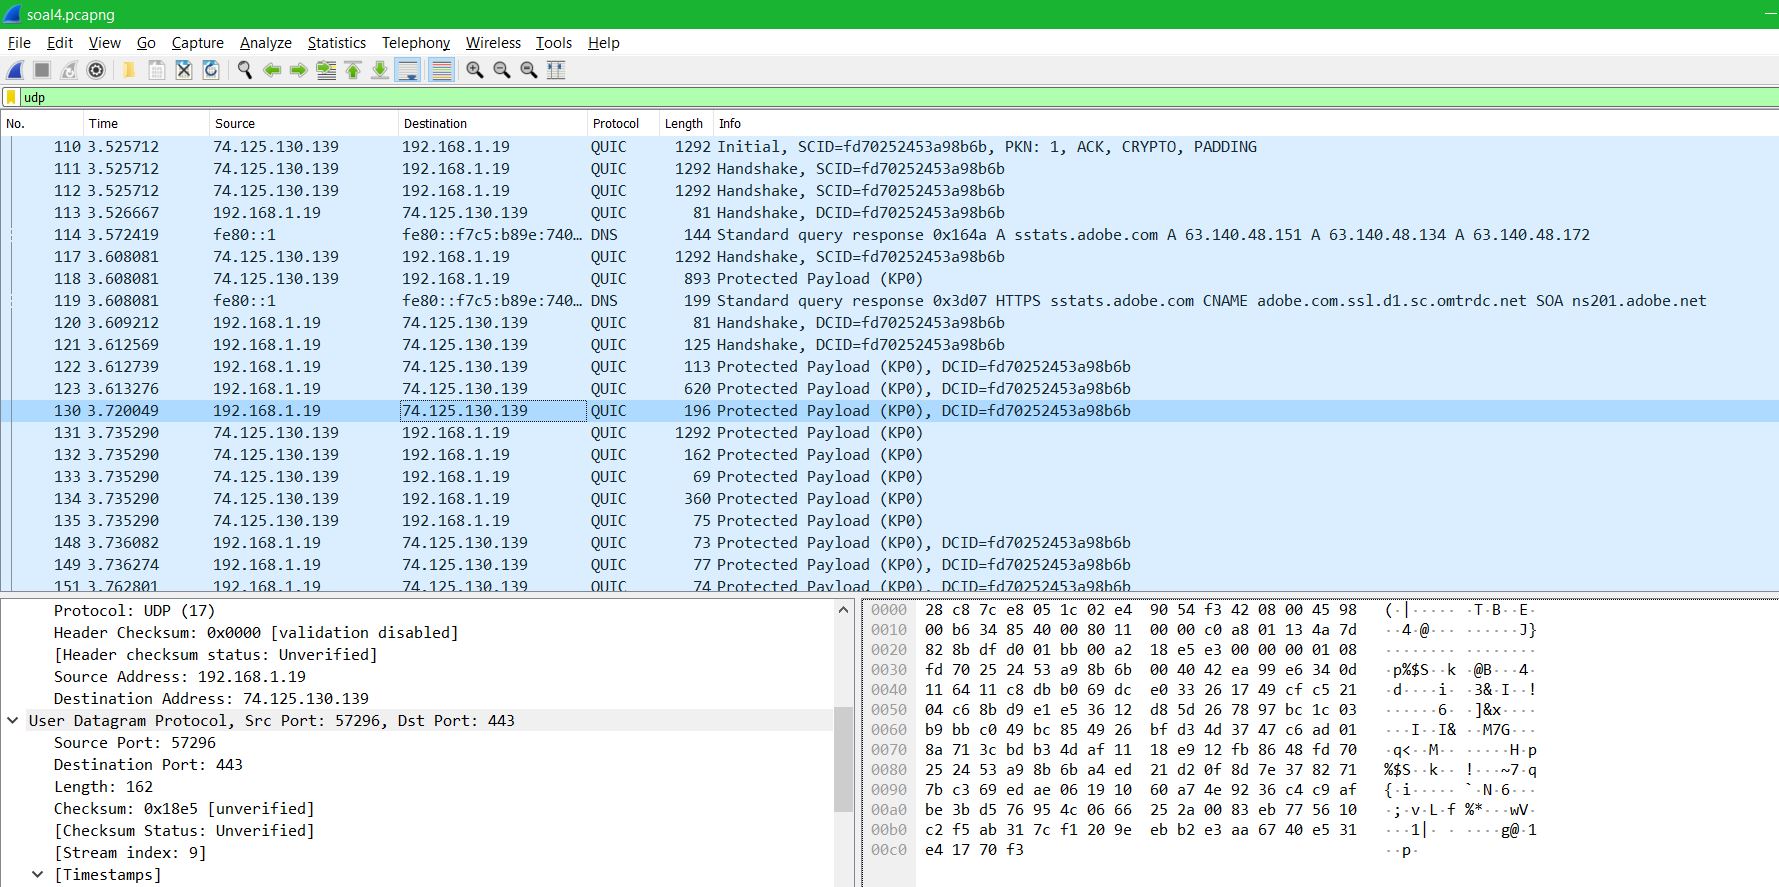 soal4.pcapng
File Edit View Go Capture Analyze Statistics Telephony Wireless Tools Help
udp
No. Time Source Destination Protocol Length Info
110 3.525712 74.125.130.139 192.168.1.19 QUIC 1292 Initial, SCID=fd70252453a98b6b, PKN: 1, ACK, CRYPTO, PADDING
111 3.525712 74.125.130.139 192.168.1.19 QUIC 1292 Handshake, SCID=fd70252453a98b6b
112 3.525712 74.125.130.139 192.168.1.19 QUIC 1292 Handshake, SCID=fd70252453a98b6b
113 3.526667 192.168.1.19 74.125.130.139 QUIC 81 Handshake, DCID=fd70252453a98b6b
114 3.572419 fe80::1 fe80::f7c5:b89e:740… DNS 144 Standard query response 0x164a A sstats.adobe.com A 63.140.48.151 A 63.140.48.134 A 63.140.48.172
117 3.608081 74.125.130.139 192.168.1.19 QUIC 1292 Handshake, SCID=fd70252453a98b6b
118 3.608081 74.125.130.139 192.168.1.19 QUIC 893 Protected Payload (KP0)
119 3.608081 fe80::1 fe80::f7c5:b89e:740… DNS 199 Standard query response 0x3d07 HTTPS sstats.adobe.com CNAME adobe.com.ssl.d1.sc.omtrdc.net SOA ns201.adobe.net
120 3.609212 192.168.1.19 74.125.130.139 QUIC 81 Handshake, DCID=fd70252453a98b6b
121 3.612569 192.168.1.19 74.125.130.139 QUIC 125 Handshake, DCID=fd70252453a98b6b
122 3.612739 192.168.1.19 74.125.130.139 QUIC 113 Protected Payload (KP0), DCID=fd70252453a98b6b
123 3.613276 192.168.1.19 74.125.130.139 QUIC 620 Protected Payload (KP0), DCID=fd70252453a98b6b
130 3.720049 192.168.1.19 74.125.130.139 QUIC 196 Protected Payload (KP0), DCID=fd70252453a98b6b
131 3.735290 74.125.130.139 192.168.1.19 QUIC 1292 Protected Payload (KP0)
132 3.735290 74.125.130.139 192.168.1.19 QUIC 162 Protected Payload (KP0)
133 3.735290 74.125.130.139 192.168.1.19 QUIC 69 Protected Payload (KP0)
134 3.735290 74.125.130.139 192.168.1.19 QUIC 360 Protected Payload (KP0)
135 3.735290 74.125.130.139 192.168.1.19 QUIC 75 Protected Payload (KP0)
148 3.736082 192.168.1.19 74.125.130.139 QUIC 73 Protected Payload (KP0), DCID=fd70252453a98b6b
149 3.736274 192.168.1.19 74.125.130.139 QUIC 77 Protected Payload (KP0), DCID=fd70252453a98b6b
151 3.762801 192.168.1.19 74.125.130.139 QUIC 74 Protected Payload (KP0), DCID=fd70252453a98b6b
Protocol: UDP (17)
Header Checksum: 0x0000 [validation disabled]
[Header checksum status: Unverified]
Source Address: 192.168.1.19
Destination Address: 74.125.130.139
User Datagram Protocol, Src Port: 57296, Dst Port: 443
Source Port: 57296
Destination Port: 443
Length: 162
Checksum: 0x18e5 [unverified]
[Checksum Status: Unverified]
[Stream index: 9]
[Timestamps]
0000 28 c8 7c e8 05 1c 02 e4 90 54 f3 42 08 00 45 98 (·|····· ·T·B··E·
0010 00 b6 34 85 40 00 80 11 00 00 c0 a8 01 13 4a 7d ··4·@··· ······J}
0020 82 8b df d0 01 bb 00 a2 18 e5 e3 00 00 00 01 08 ········ ········
0030 fd 70 25 24 53 a9 8b 6b 00 40 42 ea 99 e6 34 0d ·p%$S··k ·@B···4·
0040 11 64 11 c8 db b0 69 dc e0 33 26 17 49 cf c5 21 ·d····i· ·3&·I··!
0050 04 c6 8b d9 e1 e5 36 12 d8 5d 26 78 97 bc 1c 03 ······6· ·]&x····
0060 b9 bb c0 49 bc 85 49 26 bf d3 4d 37 47 c6 ad 01 ···I··I& ··M7G···
0070 8a 71 3c bd b3 4d af 11 18 e9 12 fb 86 48 fd 70 ·q<··M·· ·····H·p
0080 25 24 53 a9 8b 6b a4 ed 21 d2 0f 8d 7e 37 82 71 %$S··k·· !···~7·q
0090 7b c3 69 ed ae 06 19 10 60 a7 4e 92 36 c4 c9 af {·i····· `·N·6···
00a0 be 3b d5 76 95 4c 06 66 25 2a 00 83 eb 77 56 10 ·;·v·L·f %*···wV·
00b0 c2 f5 ab 31 7c f1 20 9e eb b2 e3 aa 67 40 e5 31 ···1|· · ····g@·1
00c0 e4 17 70 f3 ··p·